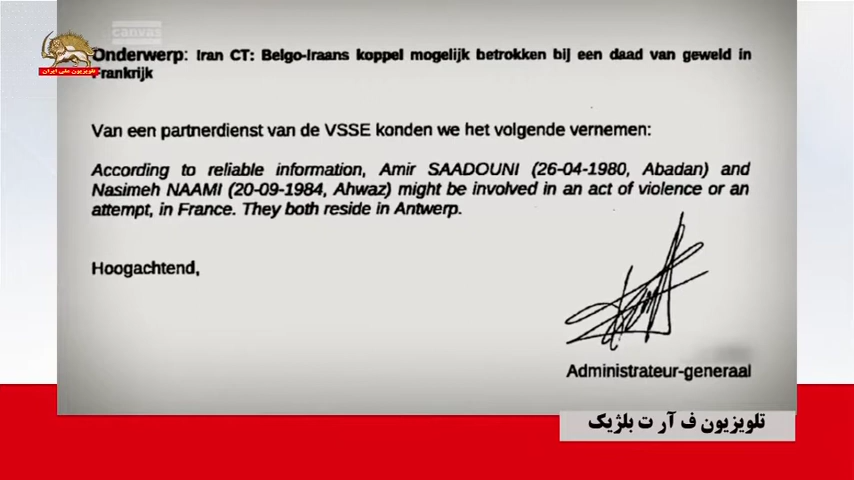 canvas
Onderwerp: Iran CT: Belgo-Iraans koppel mogelijk betrokken bij een daad van geweld in
Frankrijk
تلویزیون ملی ایران
Van een partnerdienst van de VSSE konden we het volgende vernemen:
According to reliable information, Amir SAADOUNI (26-04-1980, Abadan) and
Nasimeh NAAMI (20-09-1984, Ahwaz) might be involved in an act of violence or an
attempt, in France. They both reside in Antwerp.
Hoogachtend,
Administrateur-generaal
تلویزیون ف آر ت بلژیک